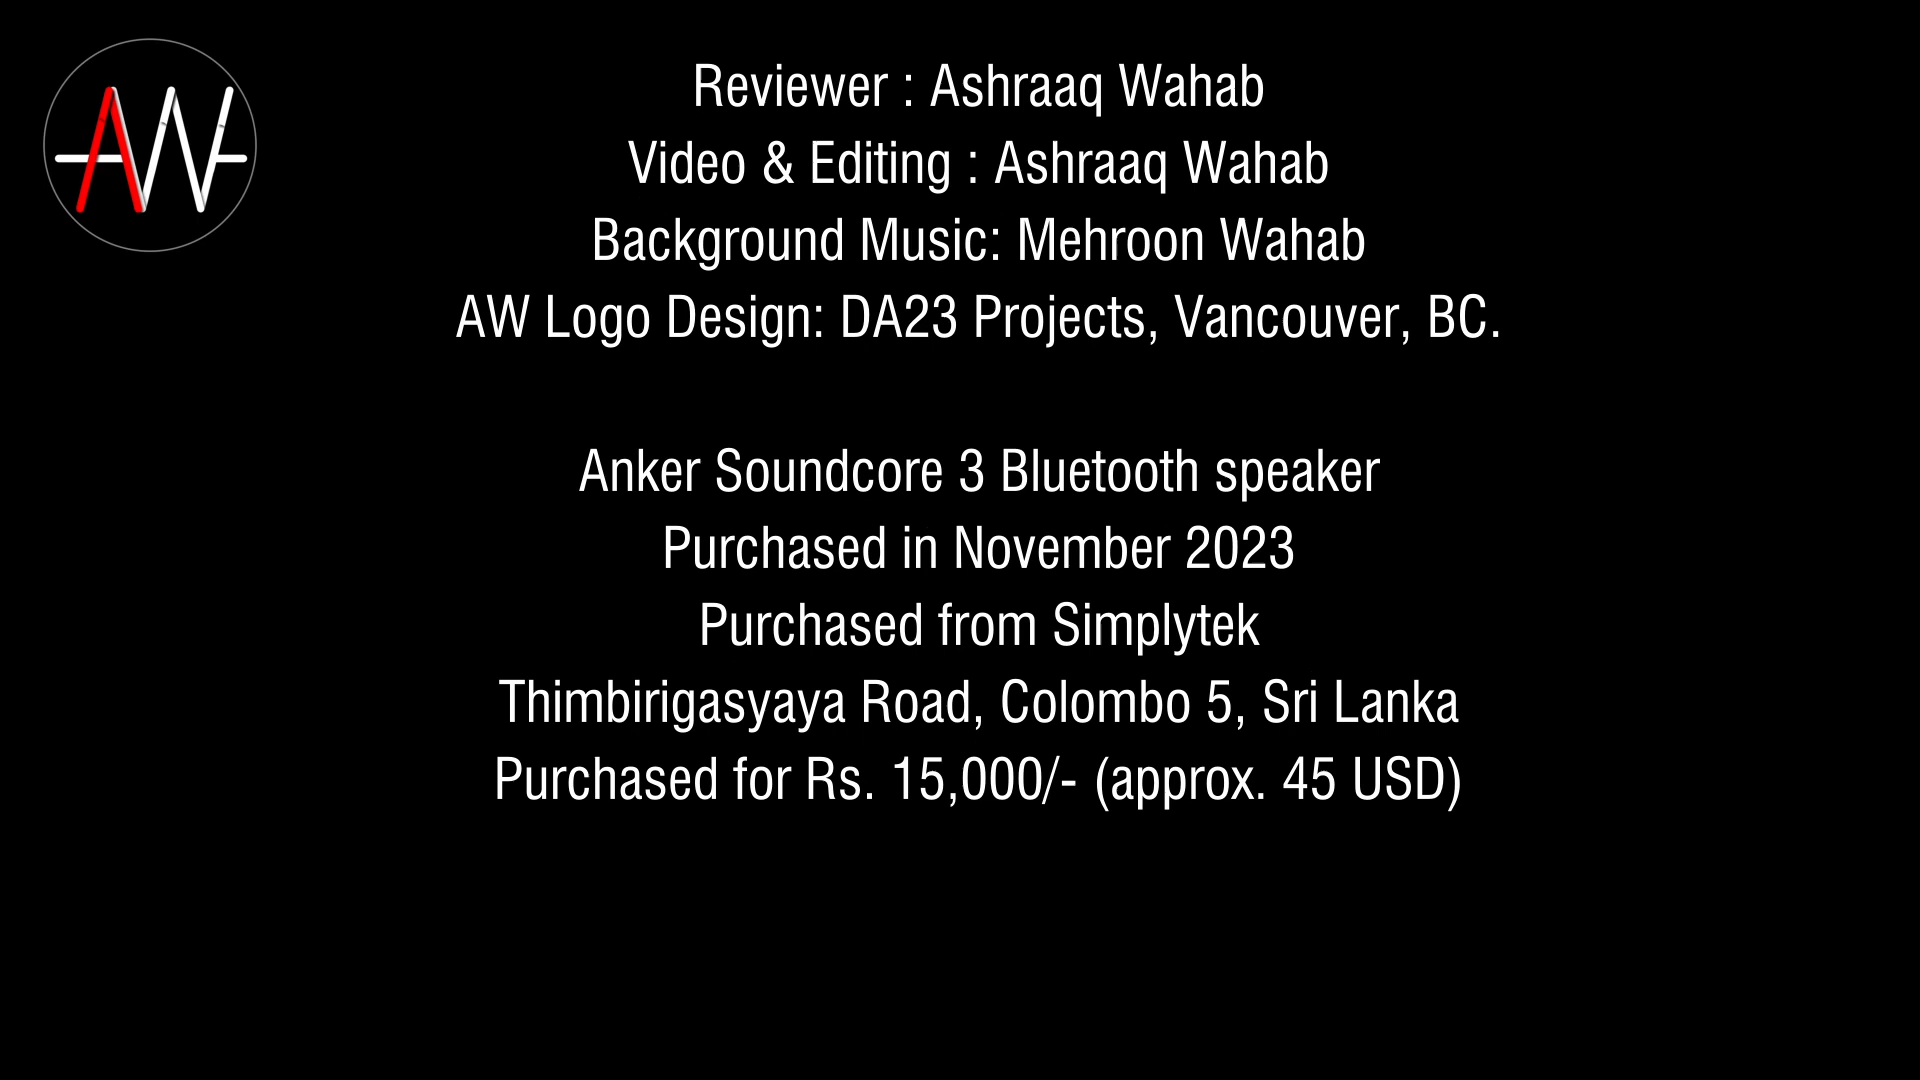 AW
Reviewer : Ashraaq Wahab
Video & Editing : Ashraaq Wahab
Background Music: Mehroon Wahab
AW Logo Design: DA23 Projects, Vancouver, BC.
Anker Soundcore 3 Bluetooth speaker
Purchased in November 2023
Purchased from Simplytek
Thimbirigasyaya Road, Colombo 5, Sri Lanka
Purchased for Rs. 15,000/- (approx. 45 USD)